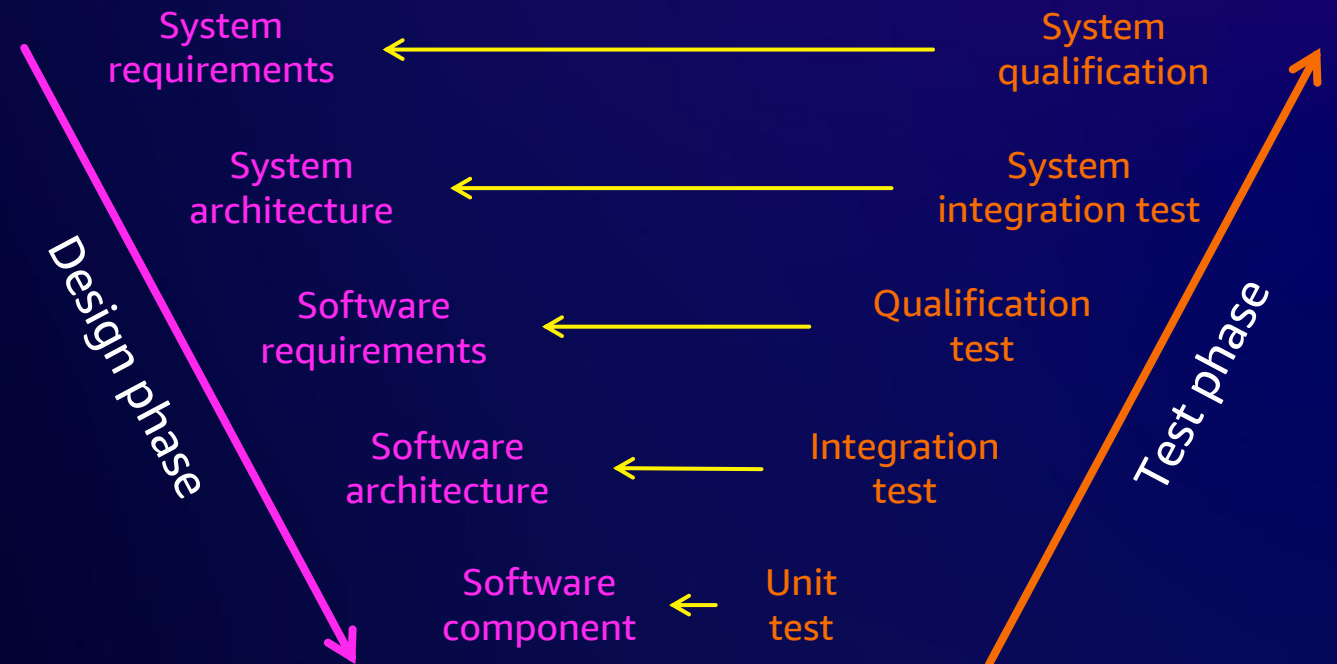 System
requirements
System
qualification
System
architecture
System
integration test
Design phase
Software
requirements
Qualification
test
Test phase
Software
architecture
Integration
test
Software
component
Unit
test